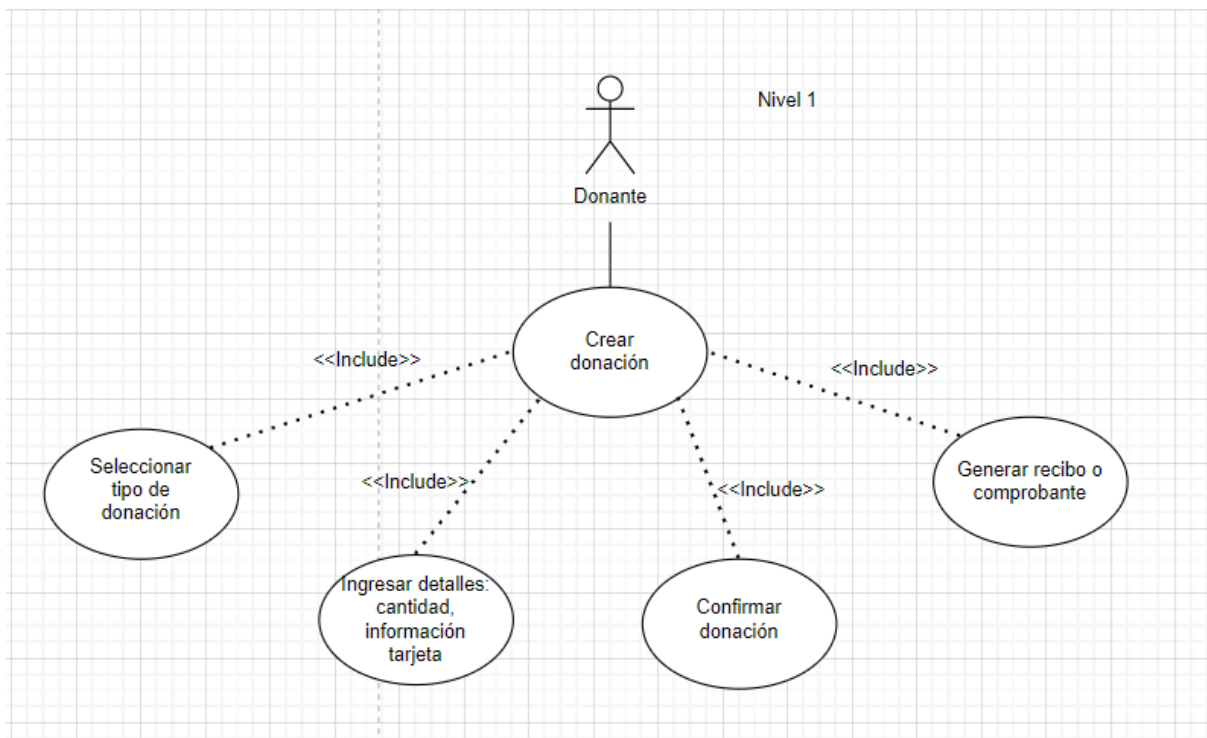 Nivel 1
Donante
Crear
donación
<<Include>>
<<Include>>
<<Include>>
<<Include>>
Seleccionar
tipo de
donación
Ingresar detalles:
cantidad,
información
tarjeta
Confirmar
donación
Generar recibo o
comprobante